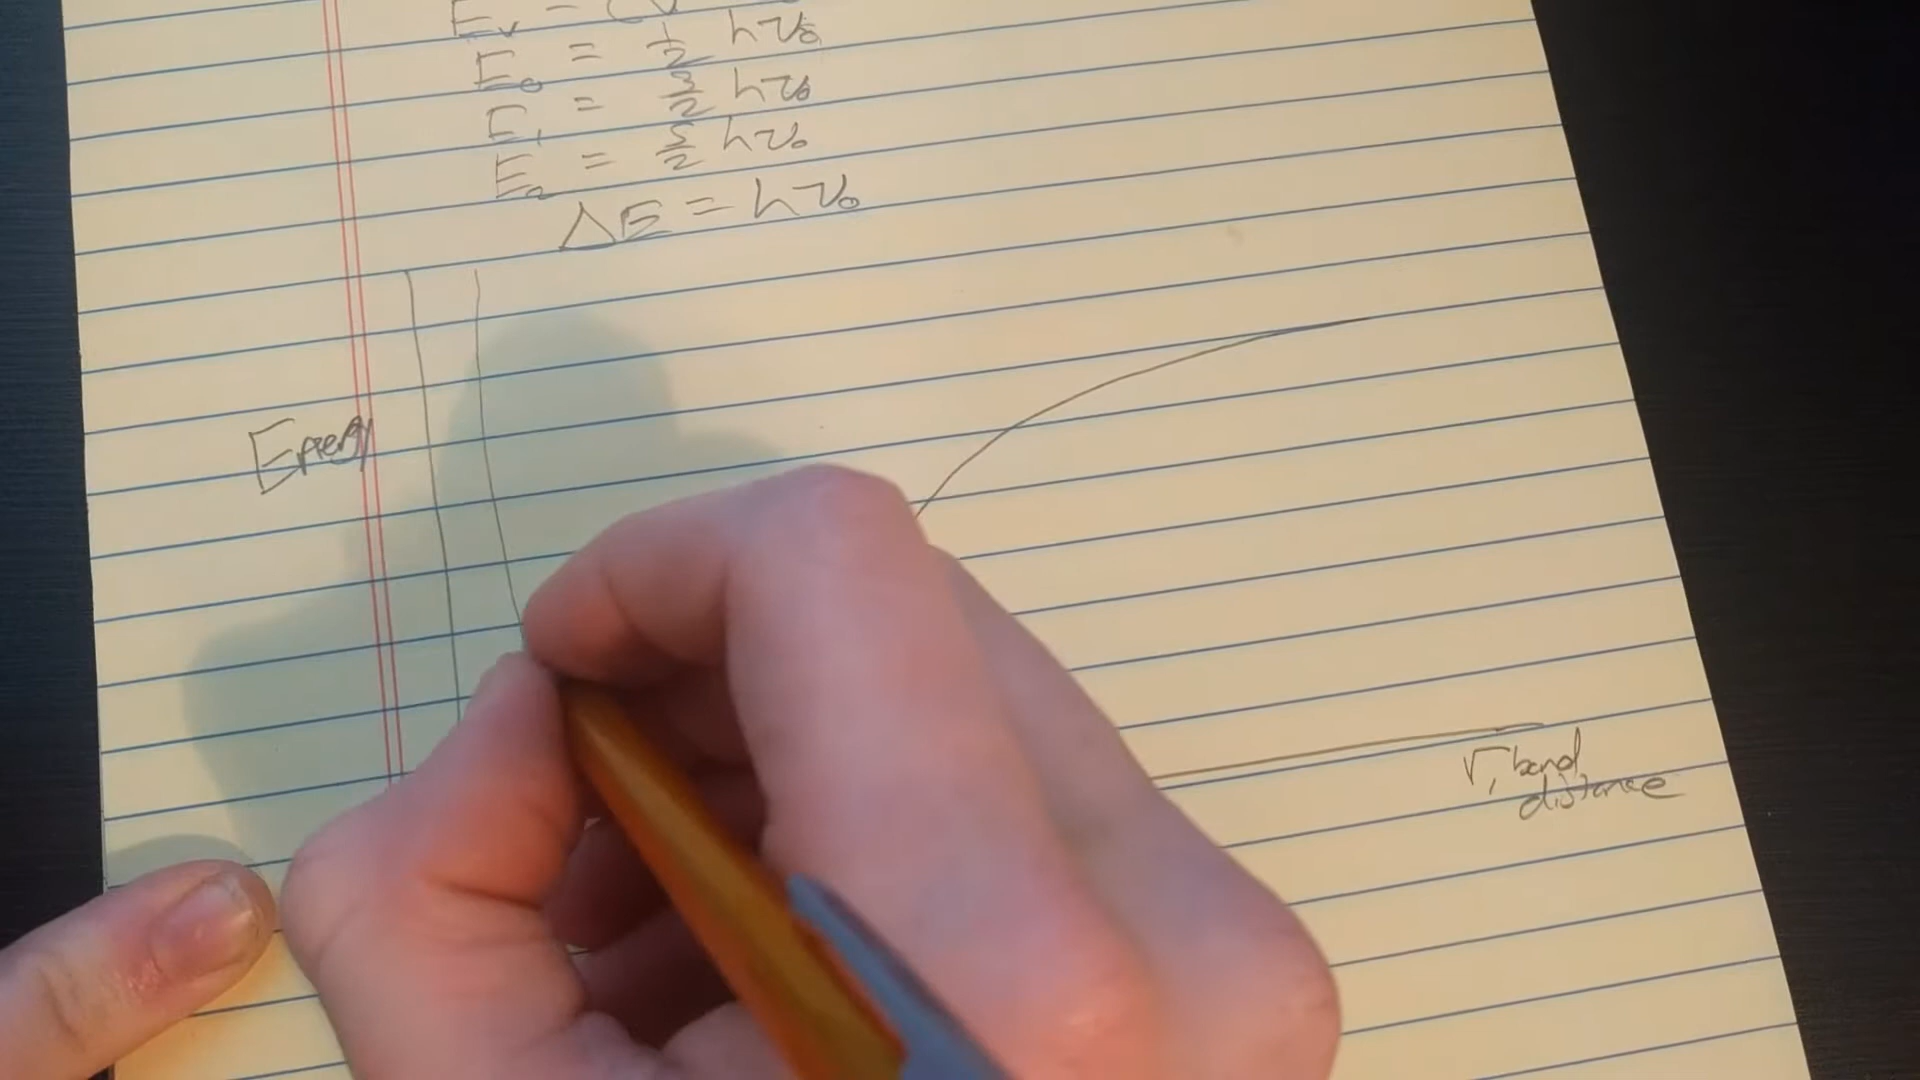 E₀ = 1/2 hν₀
E₁ = 3/2 hν₀
E₂ = 5/2 hν₀
ΔE = hν₀
Energy
r, bond
distance